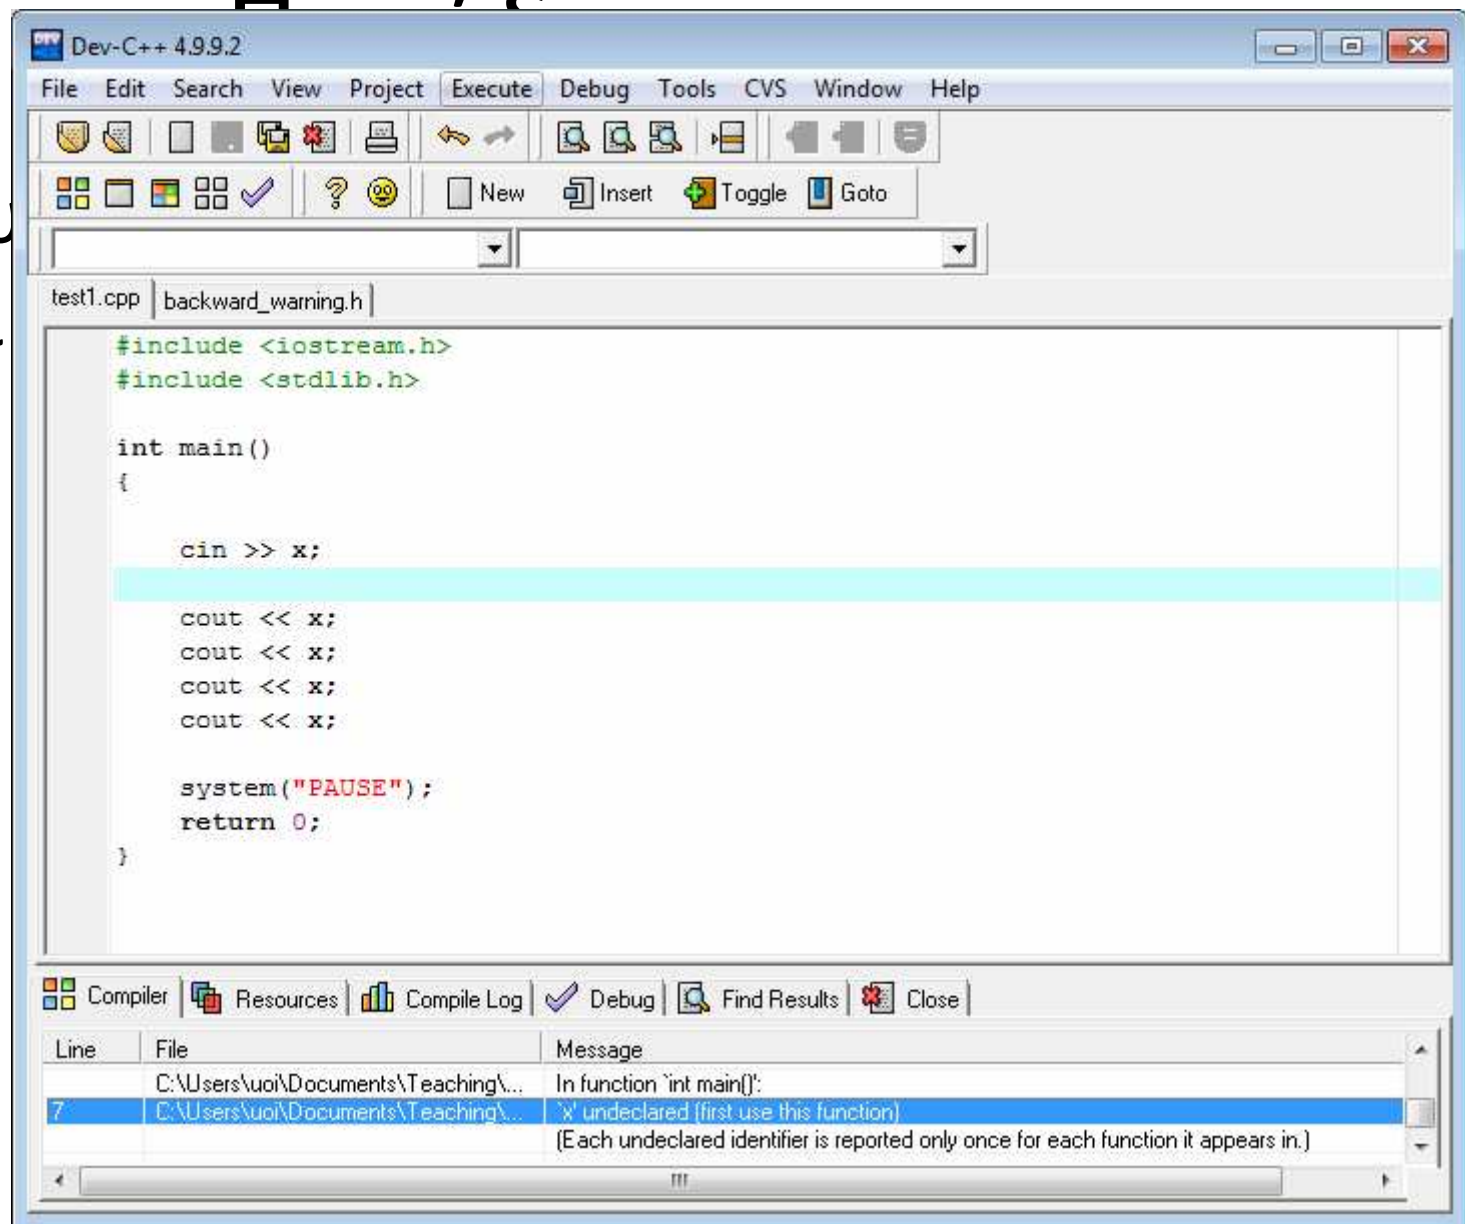 Dev-C++ 4.9.9.2
File Edit Search View Project Execute Debug Tools CVS Window Help
New Insert Toggle Goto
test1.cpp backward_warning.h
#include <iostream.h>
#include <stdlib.h>
int main()
{
cin >> x;
cout << x;
cout << x;
cout << x;
cout << x;
system("PAUSE");
return 0;
}
Compiler Resources Compile Log Debug Find Results Close
Line File Message
C:\Users\uoi\Documents\Teaching\... In function `int main()':
7 C:\Users\uoi\Documents\Teaching\... `x' undeclared (first use this function)
(Each undeclared identifier is reported only once for each function it appears in.)